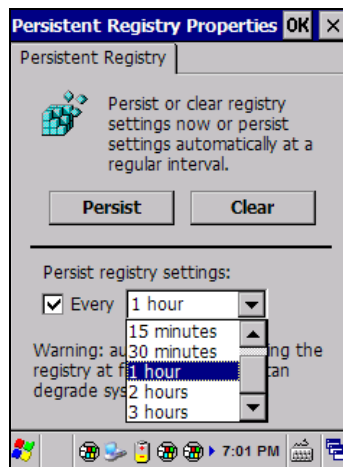 Persistent Registry Properties OK ×
Persistent Registry
Persist or clear registry
settings now or persist
settings automatically at a
regular interval.
Persist Clear
Persist registry settings:
Every 1 hour
15 minutes
30 minutes
1 hour
2 hours
3 hours
Warning: au ing the
registry at f can
degrade sys
7:01 PM